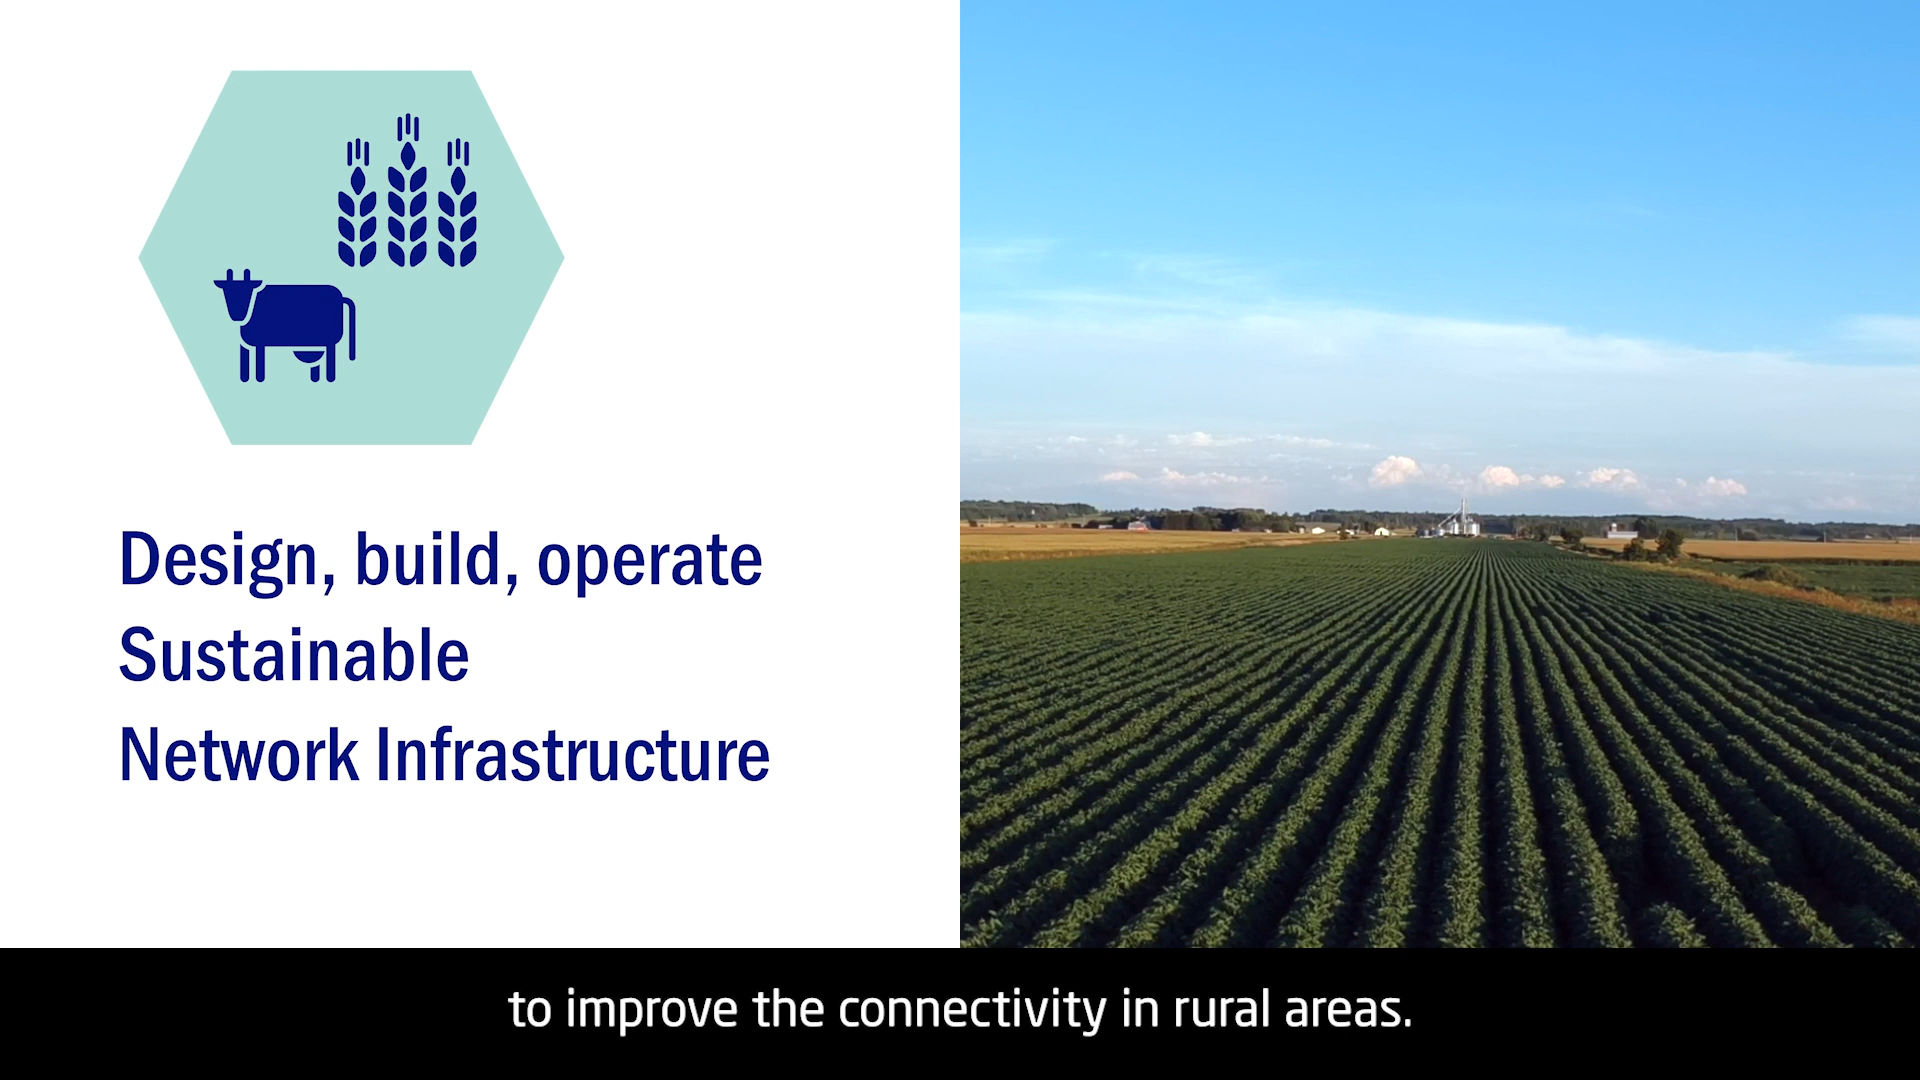 Design, build, operate
Sustainable
Network Infrastructure
to improve the connectivity in rural areas.